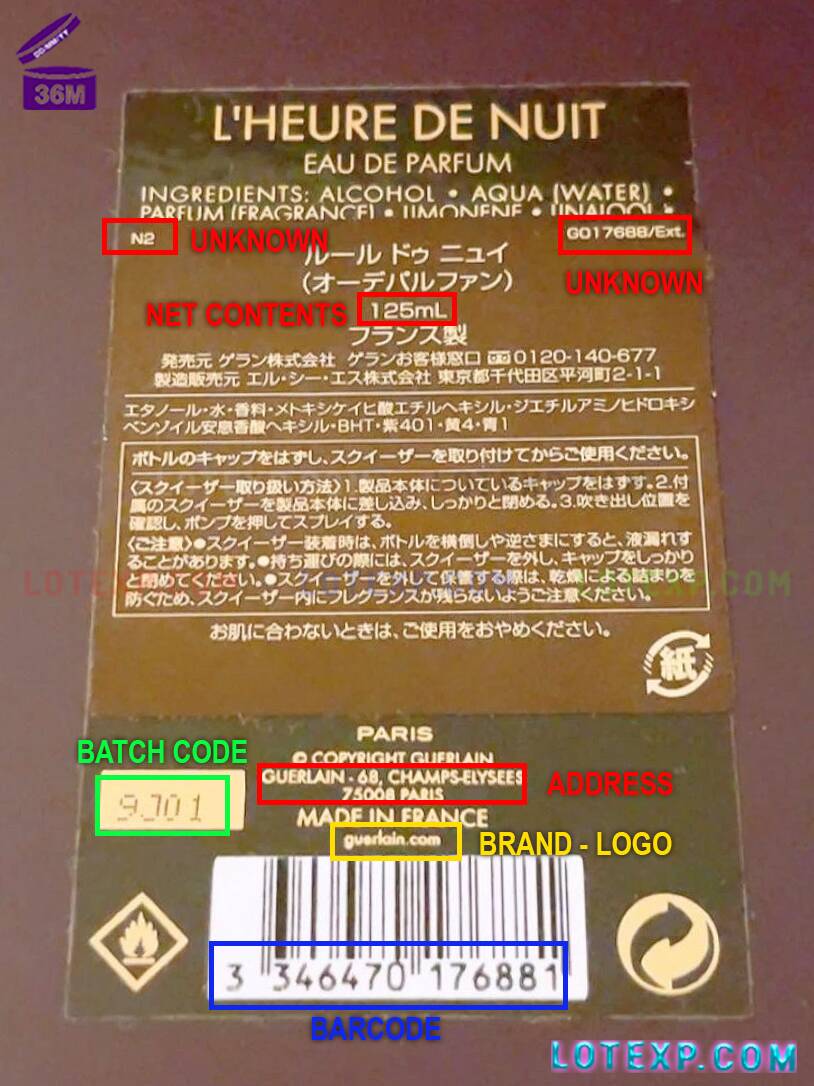 DD-MM-YY
36M
L'HEURE DE NUIT
EAU DE PARFUM
INGREDIENTS: ALCOHOL • AQUA (WATER) •
PARFUM (FRAGRANCE) • LIMONENE • LINALOOL •
N2 UNKNOWN G017688/Ext.
ルール ドゥ ニュイ
(オーデパルファン) UNKNOWN
NET CONTENTS 125mL
フランス製
発売元 ゲラン株式会社 ゲランお客様窓口 0120-140-677
製造販売元 エル・シー・エス株式会社 東京都千代田区平河町2-1-1
エタノール・水・香料・メトキシケイヒ酸エチルヘキシル・ジエチルアミノヒドロキシ
ベンゾイル安息香酸ヘキシル・BHT・紫401・黄4・青1
ボトルのキャップをはずし、スクイーザーを取り付けてからご使用ください。
〈スクイーザー取り扱い方法〉1.製品本体についているキャップをはずす。2.付
属のスクイーザーを製品本体に差し込み、しっかりと閉める。3.吹き出し位置を
確認し、ポンプを押してスプレイする。
〈ご注意〉●スクイーザー装着時は、ボトルを横倒しや逆さまにすると、液漏れす
ることがあります。●持ち運びの際には、スクイーザーを外し、キャップをしっかり
と閉めてください。●スクイーザーを外して保管する際は、乾燥による詰まりを
LOTEXP.COM LOTEXP.COM LOTEXP.COM
防ぐため、スクイーザー内にフレグランスが残らないようご注意ください。
お肌に合わないときは、ご使用をおやめください。
紙
PARIS
BATCH CODE
© COPYRIGHT GUERLAIN
GUERLAIN - 68, CHAMPS-ELYSEES ADDRESS
75008 PARIS
9J01
MADE IN FRANCE
guerlain.com BRAND - LOGO
3 346470 176881
BARCODE
LOTEXP.COM